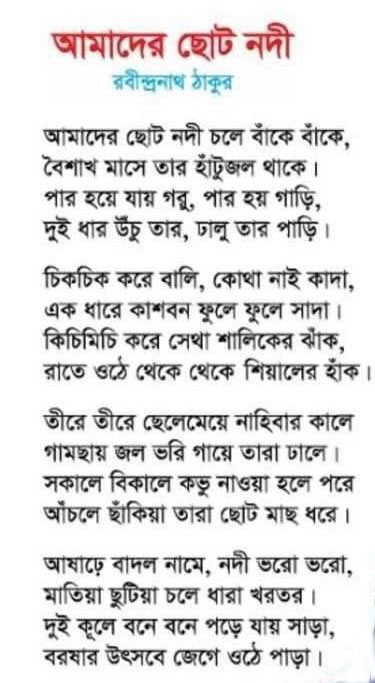 আমাদের ছোট নদী
রবীন্দ্রনাথ ঠাকুর
আমাদের ছোট নদী চলে বাঁকে বাঁকে,
বৈশাখ মাসে তার হাঁটুজল থাকে।
পার হয়ে যায় গরু, পার হয় গাড়ি,
দুই ধার উঁচু তার, ঢালু তার পাড়ি।
চিকচিক করে বালি, কোথা নাই কাদা,
এক ধারে কাশবন ফুলে ফুলে সাদা।
কিচিমিচি করে সেথা শালিকের ঝাঁক,
রাতে ওঠে থেকে থেকে শিয়ালের হাঁক।
তীরে তীরে ছেলেমেয়ে নাহিবার কালে
গামছায় জল ভরি গায়ে তারা ঢালে।
সকালে বিকালে কভু নাওয়া হলে পরে
আঁচলে ছাঁকিয়া তারা ছোট মাছ ধরে।
আষাঢ়ে বাদল নামে, নদী ভরো ভরো,
মাতিয়া ছুটিয়া চলে ধারা খরতর।
দুই কূলে বনে বনে পড়ে যায় সাড়া,
বরষার উৎসবে জেগে ওঠে পাড়া।